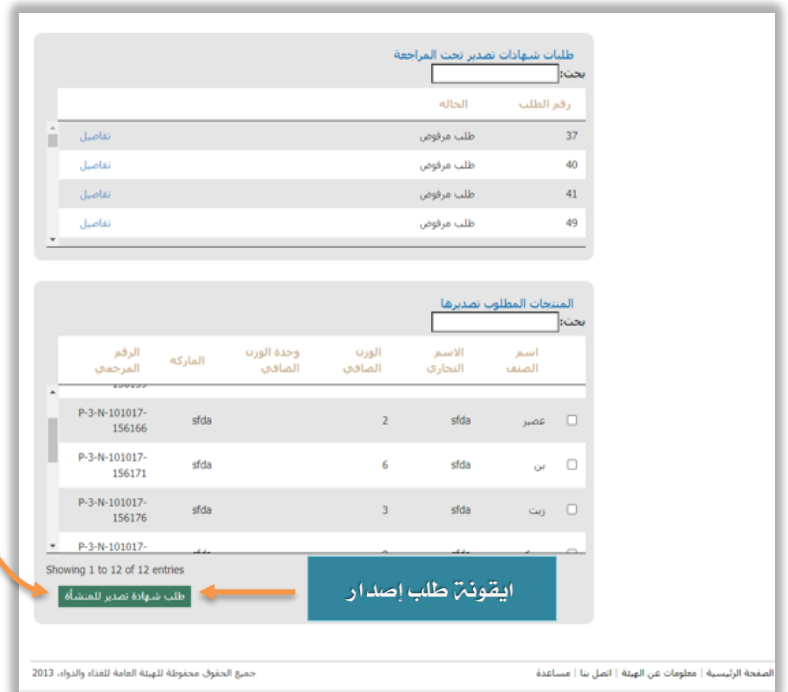 طلبات شهادات تصدير تحت المراجعة
بحث:
رقم الطلب الحاله
37 طلب مرفوض تفاصيل
40 طلب مرفوض تفاصيل
41 طلب مرفوض تفاصيل
49 طلب مرفوض تفاصيل
المنتجات المطلوب تصديرها
بحث:
اسم الصنف الاسم التجاري الوزن الصافي وحدة الوزن الصافي الماركه الرقم المرجعي
عصير sfda 2 sfda P-3-N-101017-156166
بن sfda 6 sfda P-3-N-101017-156171
زيت sfda 3 sfda P-3-N-101017-156176
P-3-N-101017-
Showing 1 to 12 of 12 entries
طلب شهادة تصدير للمنشأة
ايقونة طلب إصدار
الصفحة الرئيسية | معلومات عن الهيئة | اتصل بنا | مساعدة
جميع الحقوق محفوظة للهيئة العامة للغذاء والدواء، 2013